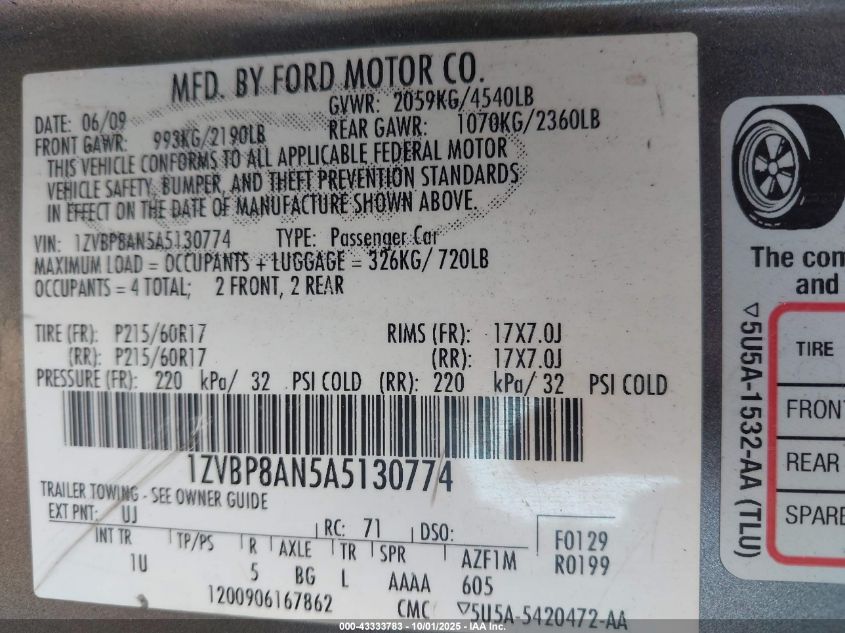 MFD. BY FORD MOTOR CO.
DATE: 06/09 GVWR: 2059KG/4540LB
FRONT GAWR: 993KG/2190LB REAR GAWR: 1070KG/2360LB
THIS VEHICLE CONFORMS TO ALL APPLICABLE FEDERAL MOTOR
VEHICLE SAFETY, BUMPER, AND THEFT PREVENTION STANDARDS
IN EFFECT ON THE DATE OF MANUFACTURE SHOWN ABOVE.
VIN: 1ZVBP8AN5A5130774 TYPE: Passenger Car
MAXIMUM LOAD = OCCUPANTS + LUGGAGE = 326KG/ 720LB
OCCUPANTS = 4 TOTAL; 2 FRONT, 2 REAR
TIRE (FR): P215/60R17 RIMS (FR): 17X7.0J
(RR): P215/60R17 (RR): 17X7.0J
PRESSURE (FR): 220 kPa/ 32 PSI COLD (RR): 220 kPa/ 32 PSI COLD
1ZVBP8AN5A5130774
TRAILER TOWING - SEE OWNER GUIDE
EXT PNT: UJ RC: 71 DSO: F0129
INT TR TP/PS R AXLE TR SPR AZF1M R0199
1U 5 BG L AAAA 605
1200906167862 CMC ▽5U5A-5420472-AA
The com
and
▽5U5A-1532-AA (TLU)
TIRE
FRONT
REAR
SPARE
000-43333783 - 10/01/2025 - IAA Inc.